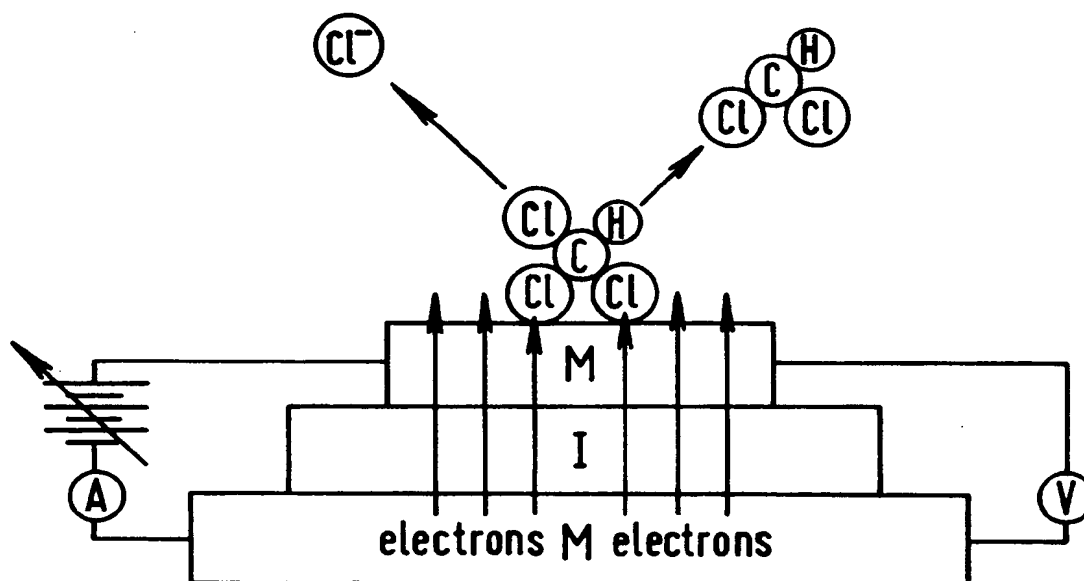 Cl⁻
H
C
Cl Cl
Cl H
C
Cl Cl
M
I
A V
electrons M electrons